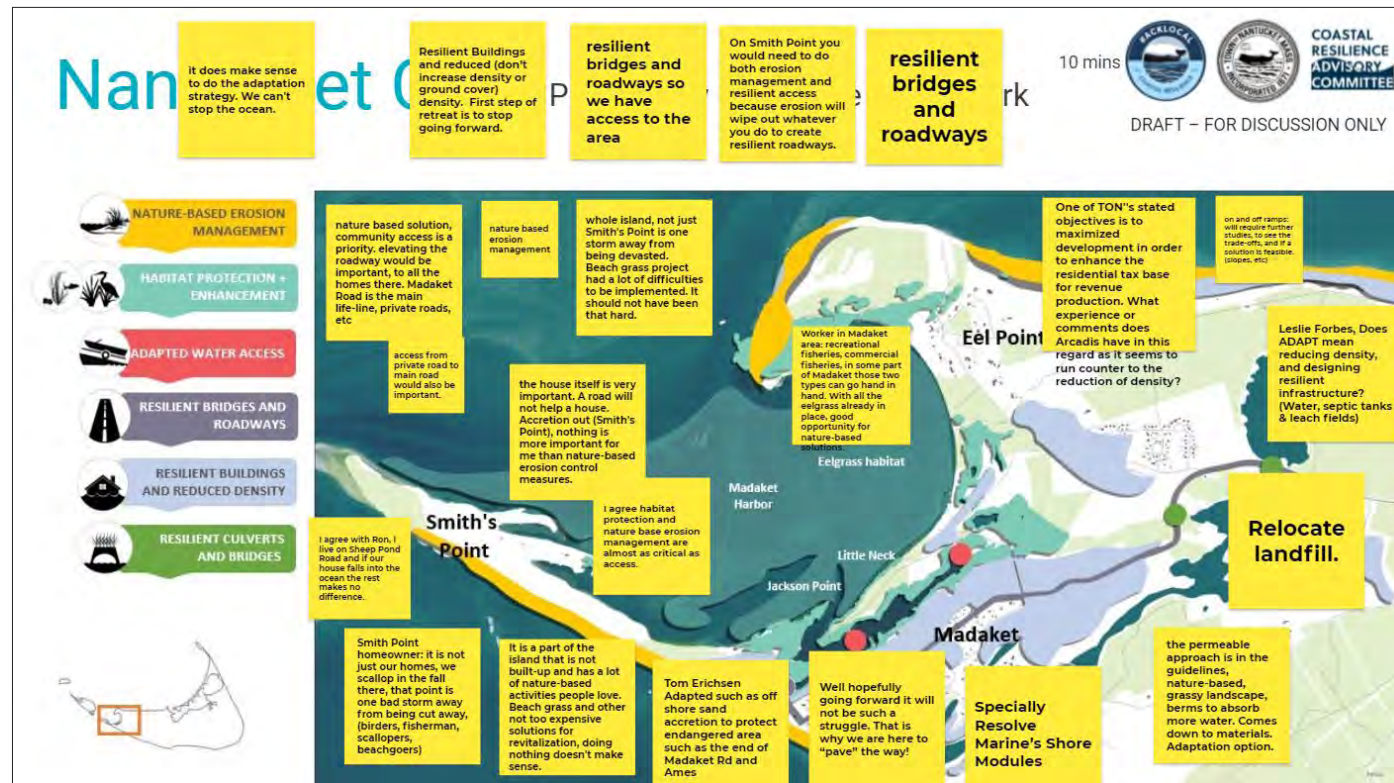 Nan
et
P
rk
10 mins
COASTAL
RESILIENCE
ADVISORY
COMMITTEE
DRAFT – FOR DISCUSSION ONLY
it does make sense
to do the adaptation
strategy. We can't
stop the ocean.
Resilient Buildings
and reduced (don't
increase density or
ground cover)
density. First step of
retreat is to stop
going forward.
resilient
bridges and
roadways so
we have
access to the
area
On Smith Point you
would need to do
both erosion
management and
resilient access
because erosion will
wipe out whatever
you do to create
resilient roadways.
resilient
bridges
and
roadways
NATURE-BASED EROSION
MANAGEMENT
HABITAT PROTECTION +
ENHANCEMENT
ADAPTED WATER ACCESS
RESILIENT BRIDGES AND
ROADWAYS
RESILIENT BUILDINGS
AND REDUCED DENSITY
RESILIENT CULVERTS
AND BRIDGES
nature based solution,
community access is a
priority. elevating the
roadway would be
important, to all the
homes there. Madaket
Road is the main
life-line, private roads,
etc
nature based
erosion
management
whole island, not just
Smith's Point is one
storm away from
being devasted.
Beach grass project
had a lot of difficulties
to be implemented. It
should not have been
that hard.
One of TON"s stated
objectives is to
maximized
development in order
to enhance the
residential tax base
for revenue
production. What
experience or
comments does
Arcadis have in this
regard as it seems to
run counter to the
reduction of density?
on and off ramps:
will require further
studies, to see the
trade-offs, and if a
solution is feasible.
(slopes, etc)
access from
private road to
main road
would also be
important.
the house itself is very
important. A road will
not help a house.
Accretion out (Smith's
Point), nothing is
more important for
me than nature-based
erosion control
measures.
Worker in Madaket
area: recreational
fisheries, commercial
fisheries, in some part
of Madaket those two
types can go hand in
hand. With all the
eelgrass already in
place, good
opportunity for
nature-based
solutions.
Eel Point
Leslie Forbes, Does
ADAPT mean
reducing density,
and designing
resilient
infrastructure?
(Water, septic tanks
& leach fields)
Eelgrass habitat
Madaket
Harbor
Smith's
Point
I agree habitat
protection and
nature base erosion
management are
almost as critical as
access.
Little Neck
Jackson Point
Madaket
Relocate
landfill.
I agree with Ron, I
live on Sheep Pond
Road and if our
house falls into the
ocean the rest
makes no
difference.
Smith Point
homeowner: it is not
just our homes, we
scallop in the fall
there, that point is
one bad storm away
from being cut away,
(birders, fisherman,
scallopers,
beachgoers)
It is a part of the
island that is not
built-up and has a lot
of nature-based
activities people love.
Beach grass and other
not too expensive
solutions for
revitalization, doing
nothing doesn't make
sense.
Tom Erichsen
Adapted such as off
shore sand
accretion to protect
endangered area
such as the end of
Madaket Rd and
Ames
Well hopefully
going forward it will
not be such a
struggle. That is
why we are here to
"pave" the way!
Specially
Resolve
Marine's Shore
Modules
the permeable
approach is in the
guidelines,
nature-based,
grassy landscape,
berms to absorb
more water. Comes
down to materials.
Adaptation option.